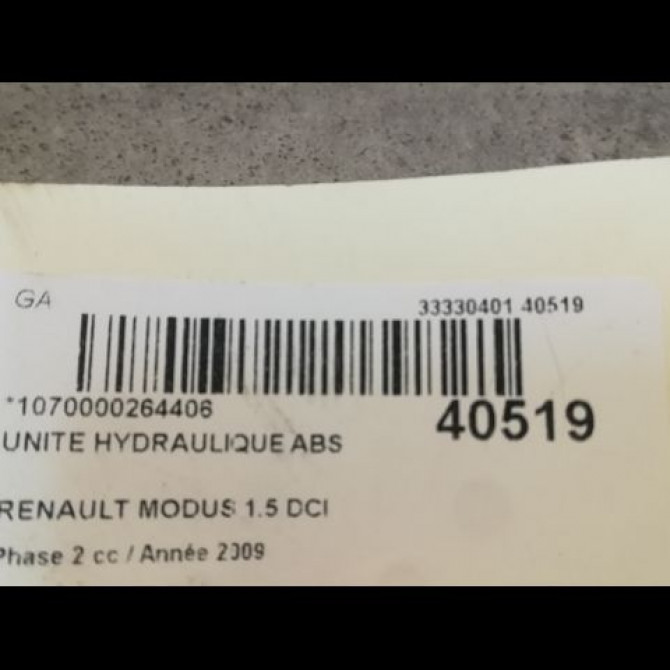 GA
33330401 40519
*1070000264406
40519
UNITE HYDRAULIQUE ABS
RENAULT MODUS 1.5 DCI
Phase 2 cc / Année 2009